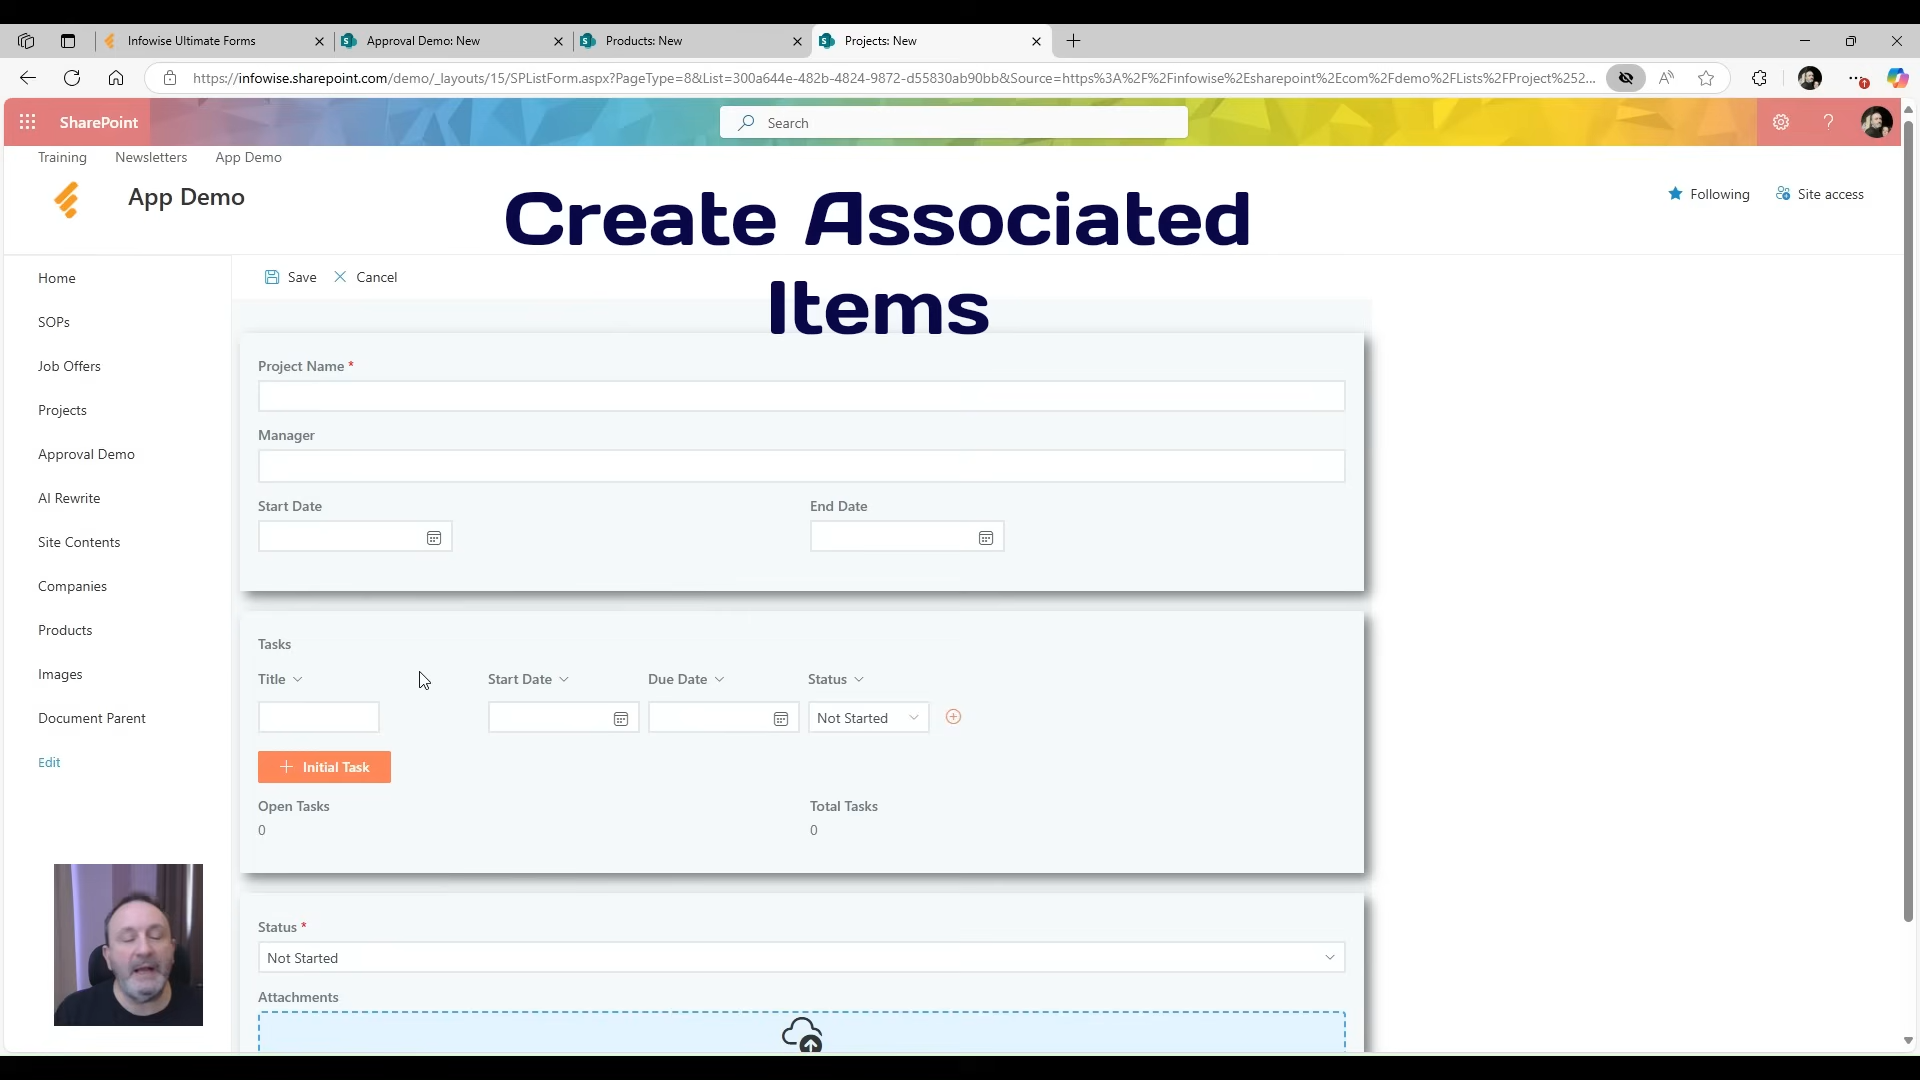 Infowise Ultimate Forms
Approval Demo: New
Products: New
Projects: New
https://infowise.sharepoint.com/demo/_layouts/15/SPListForm.aspx?PageType=8&List=300a644e-482b-4824-9872-d55830ab90bb&Source=https%3A%2F%2Finfowise%2Esharepoint%2Ecom%2Fdemo%2FLists%2FProject%252...
SharePoint
Search
Training
Newsletters
App Demo
App Demo
Following
Site access
Create Associated
Items
Home
SOPs
Job Offers
Projects
Approval Demo
AI Rewrite
Site Contents
Companies
Products
Images
Document Parent
Edit
Save
Cancel
Project Name *
Manager
Start Date
End Date
Tasks
Title
Start Date
Due Date
Status
Not Started
+ Initial Task
Open Tasks
Total Tasks
0
0
Status *
Not Started
Attachments